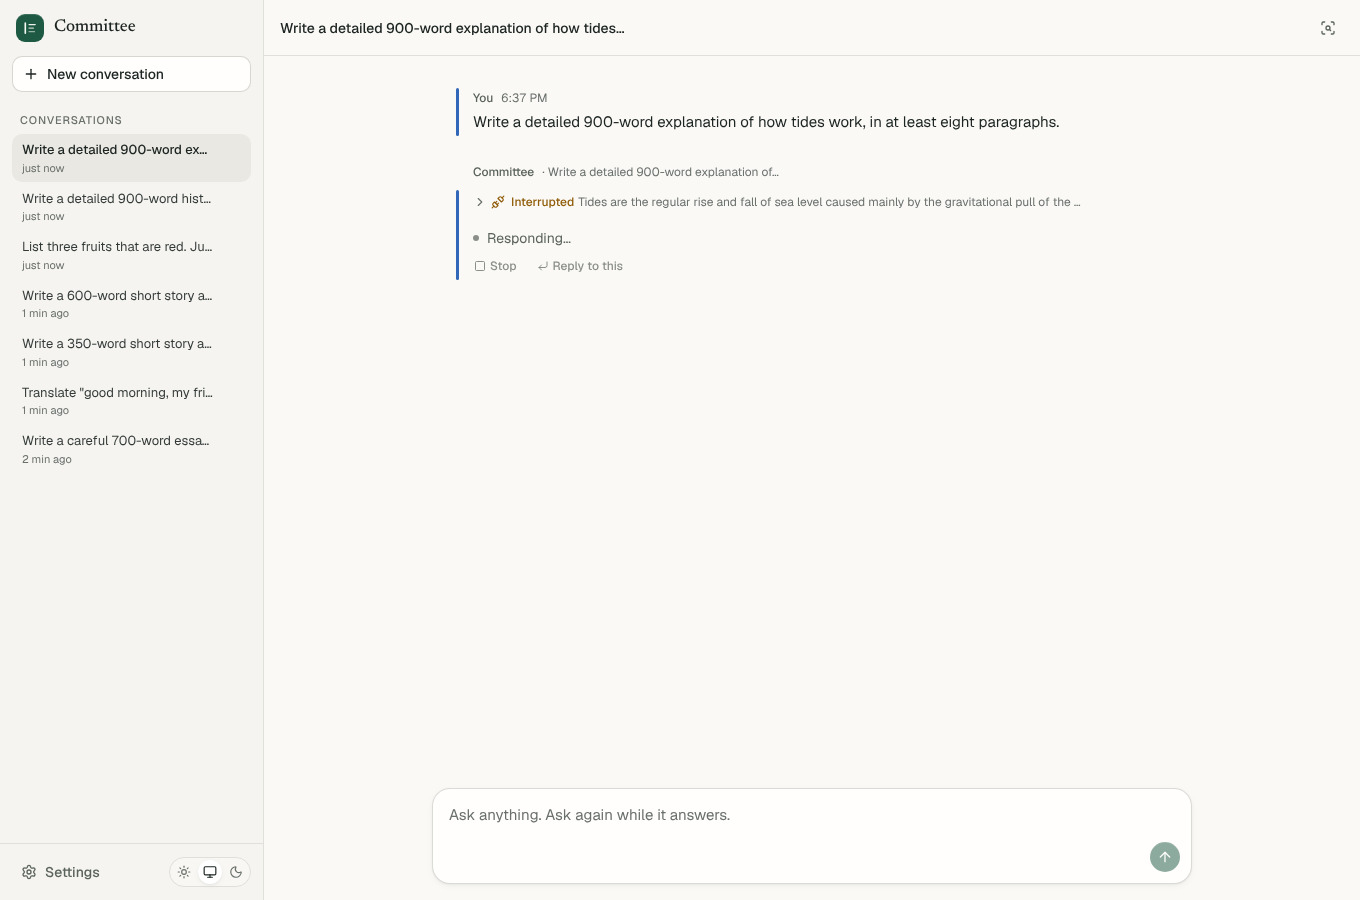 Committee
New conversation
CONVERSATIONS
Write a detailed 900-word ex...
just now
Write a detailed 900-word hist...
just now
List three fruits that are red. Ju...
just now
Write a 600-word short story a...
1 min ago
Write a 350-word short story a...
1 min ago
Translate "good morning, my fri...
1 min ago
Write a careful 700-word essa...
2 min ago
Settings
Write a detailed 900-word explanation of how tides...
You 6:37 PM
Write a detailed 900-word explanation of how tides work, in at least eight paragraphs.
Committee · Write a detailed 900-word explanation of...
Interrupted Tides are the regular rise and fall of sea level caused mainly by the gravitational pull of the ...
Responding...
Stop Reply to this
Ask anything. Ask again while it answers.